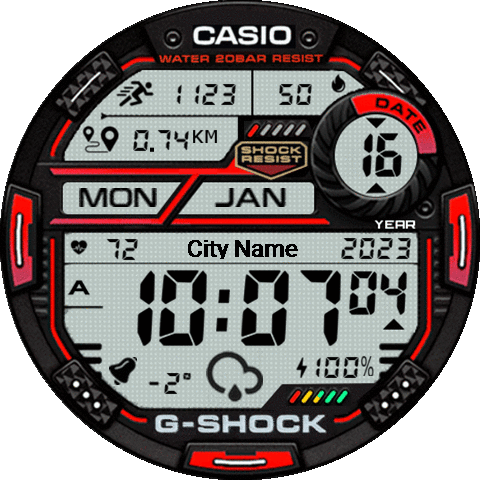 CASIO
WATER 20BAR RESIST
1123 50
DATE
0.74KM
SHOCK
RESIST
16
MON JAN
YEAR
72 City Name 2023
A
10:07 04
-2° 100%
G-SHOCK